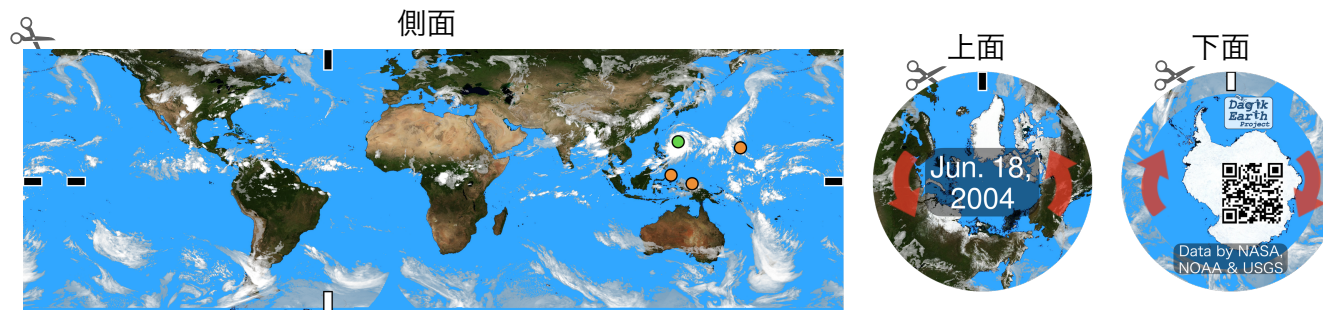 側面
上面
Jun. 18,
2004
下面
Dagik
Earth
Project
Data by NASA,
NOAA & USGS